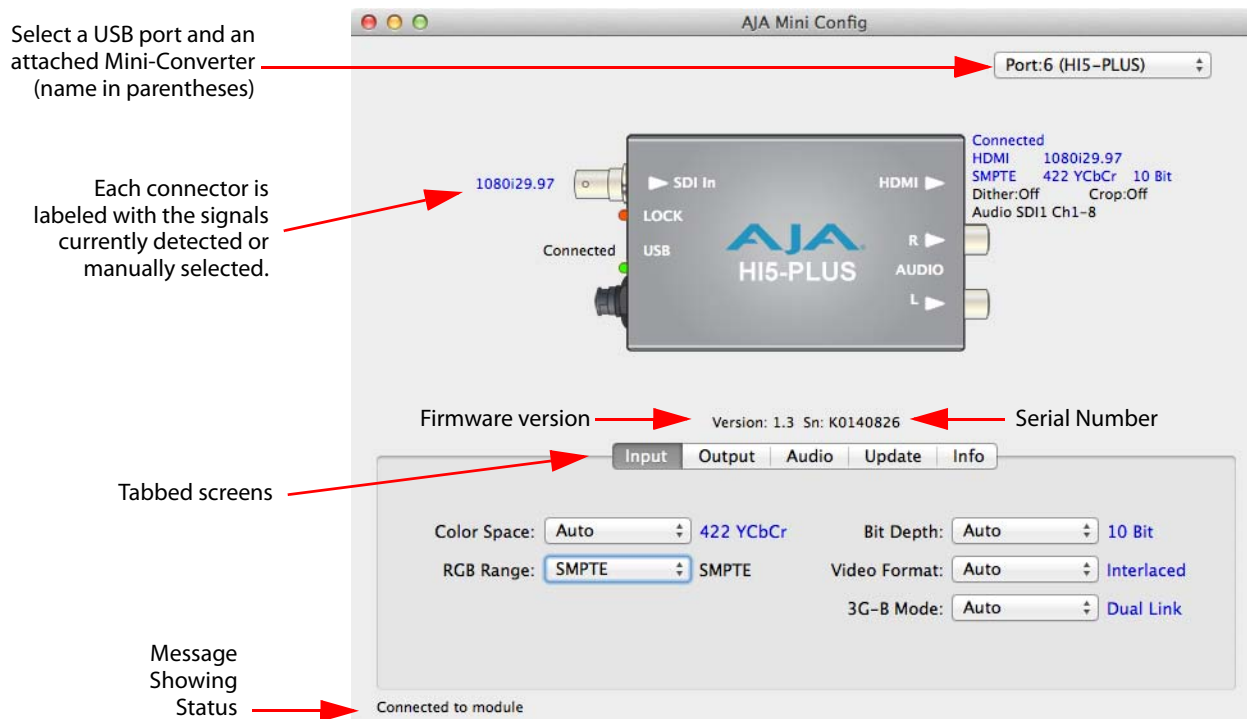 AJA Mini Config
Select a USB port and an
attached Mini-Converter
(name in parentheses)
Port:6 (HI5-PLUS)
Each connector is
labeled with the signals
currently detected or
manually selected.
1080i29.97
SDI In
LOCK
Connected
USB
AJA
HI5-PLUS
HDMI
R
AUDIO
L
Connected
HDMI 1080i29.97
SMPTE 422 YCbCr 10 Bit
Dither:Off Crop:Off
Audio SDI1 Ch1-8
Firmware version
Version: 1.3 Sn: K0140826
Serial Number
Tabbed screens
Input Output Audio Update Info
Color Space: Auto 422 YCbCr Bit Depth: Auto 10 Bit
RGB Range: SMPTE SMPTE Video Format: Auto Interlaced
3G-B Mode: Auto Dual Link
Message
Showing
Status
Connected to module